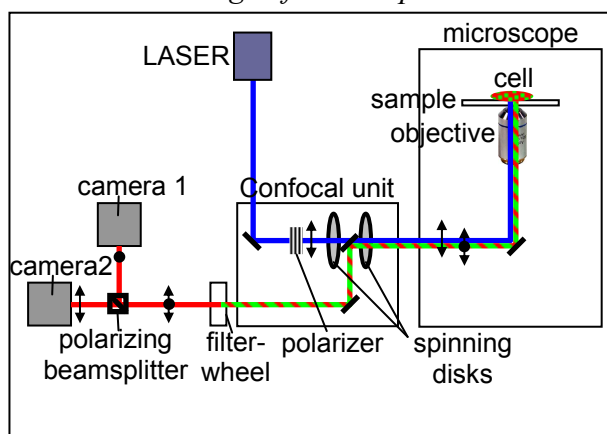 microscope
LASER
cell
sample
objective
camera 1
Confocal unit
camera2
polarizing
beamsplitter
filter-
wheel
polarizer
spinning
disks